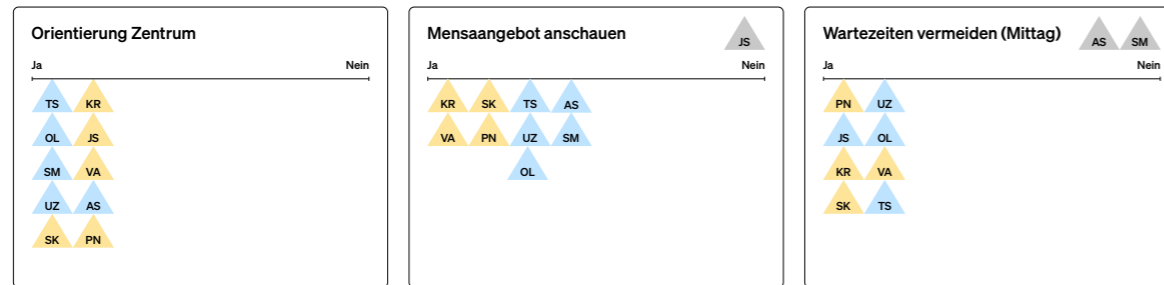 Orientierung Zentrum
Ja Nein
TS KR
OL JS
SM VA
UZ AS
SK PN
Mensaangebot anschauen
JS
Ja Nein
KR SK TS AS
VA PN UZ SM
OL
Wartezeiten vermeiden (Mittag)
AS SM
Ja Nein
PN UZ
JS OL
KR VA
SK TS